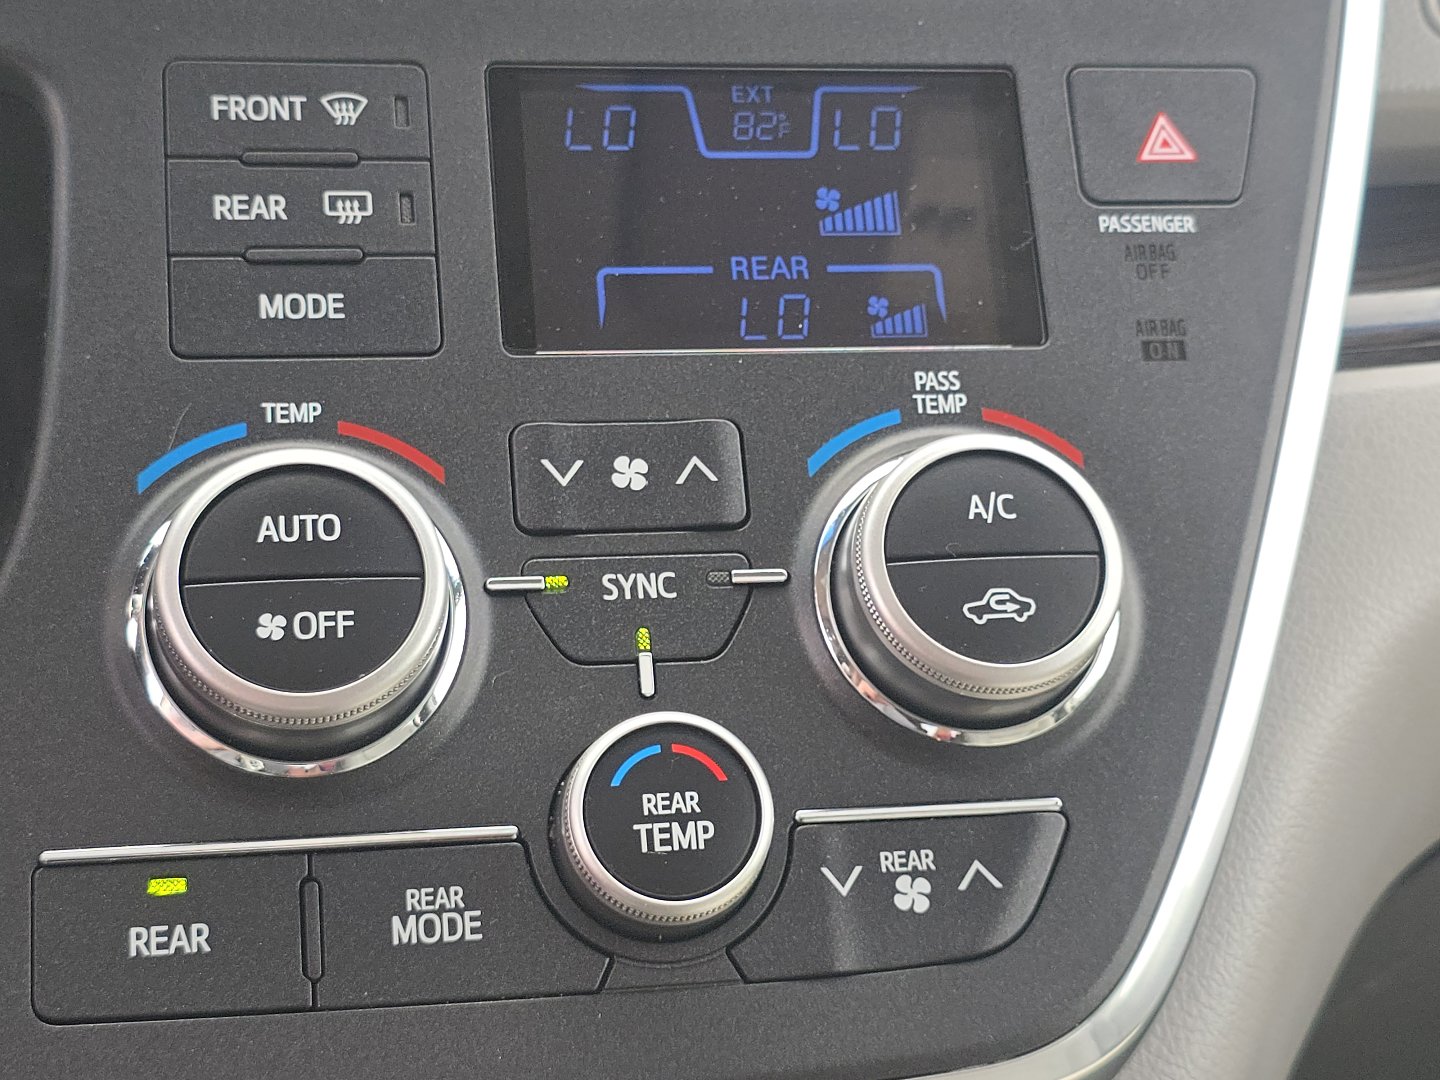 FRONT
REAR
MODE
EXT
LO 82°F LO
REAR
LO
PASSENGER
AIR BAG
OFF
AIR BAG
ON
TEMP
PASS
TEMP
AUTO
OFF
SYNC
A/C
REAR
TEMP
REAR
REAR
MODE
REAR